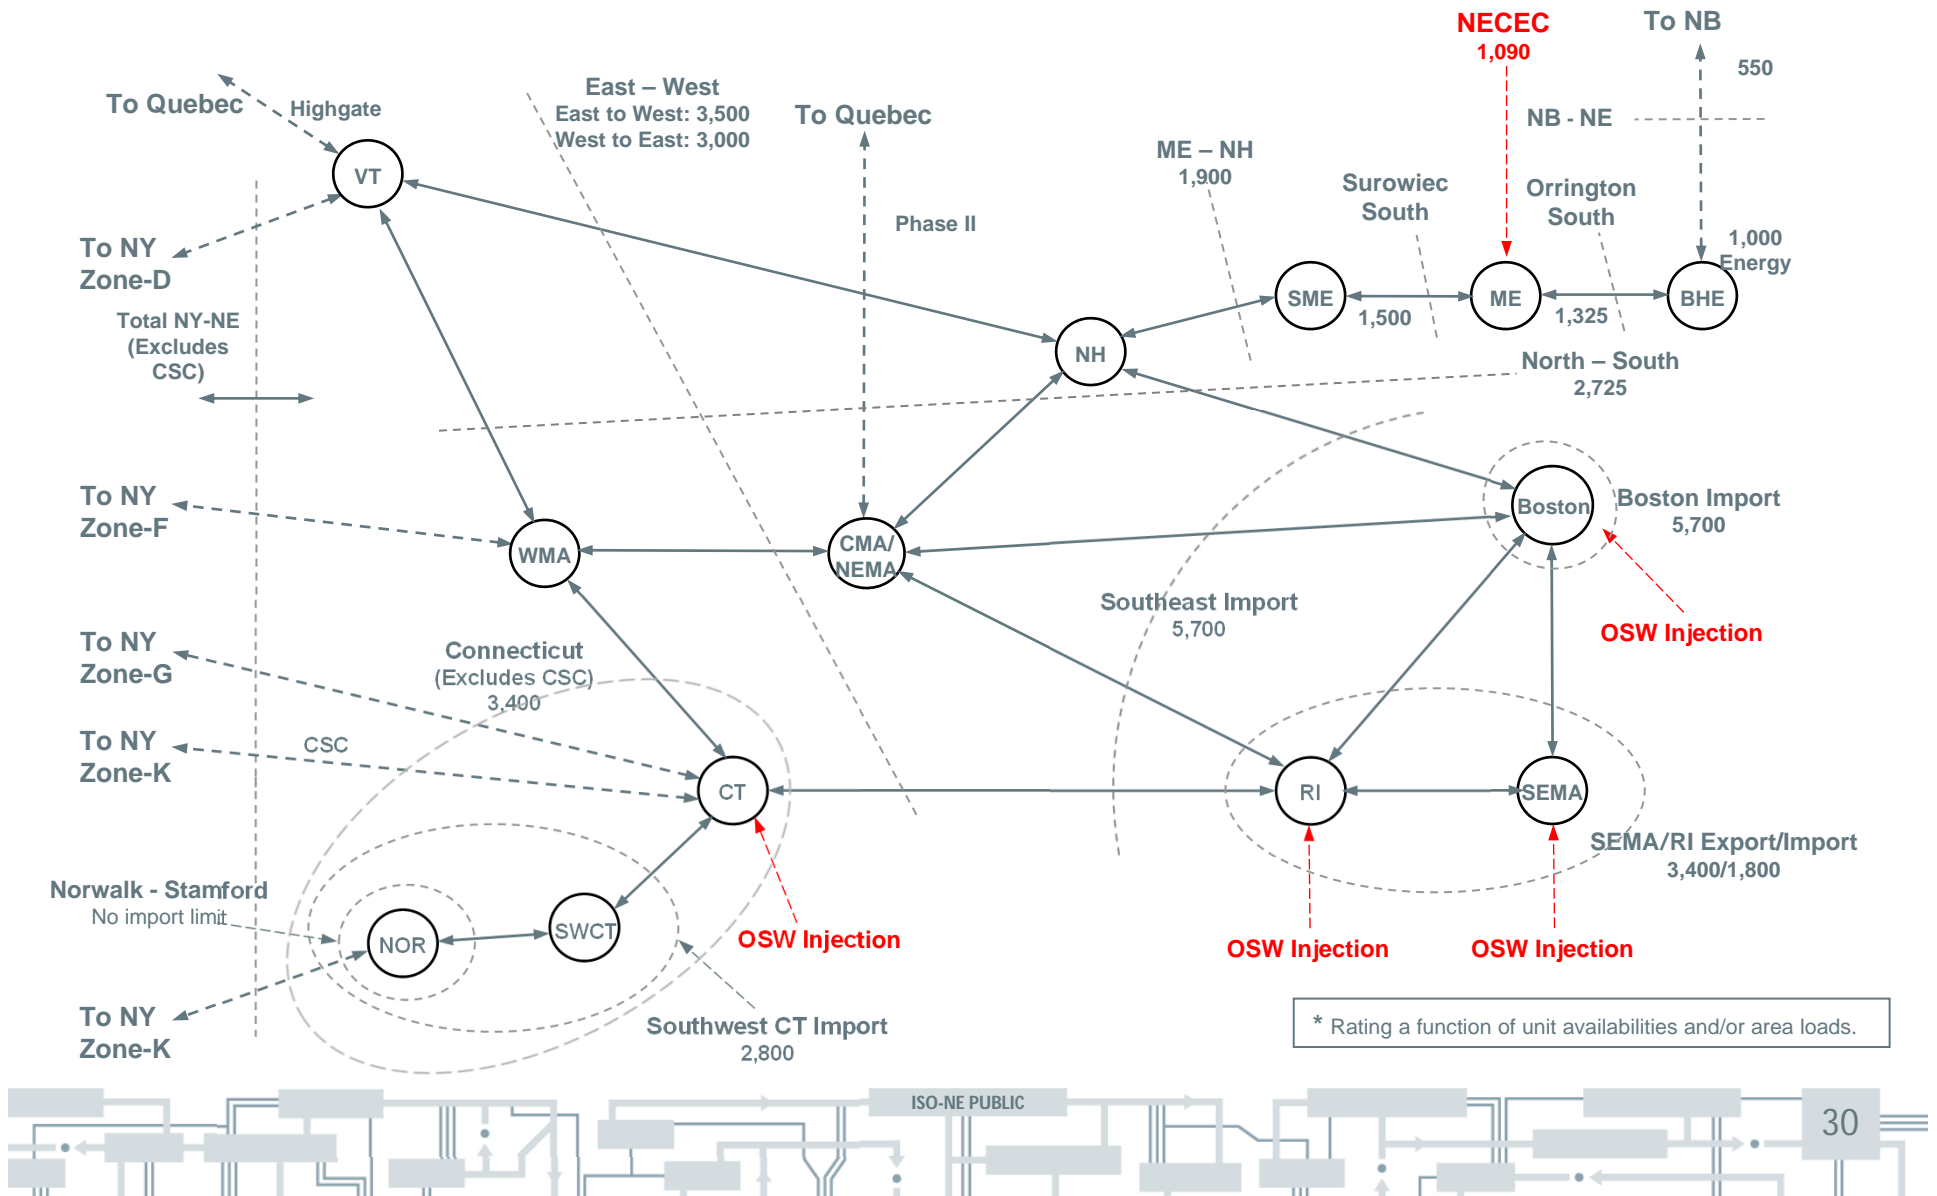 NECEC
1,090
To NB
550
East – West
East to West: 3,500
West to East: 3,000
To Quebec
Highgate
To Quebec
NB - NE
ME – NH
1,900
VT
Surowiec
South
Orrington
South
Phase II
1,000
Energy
To NY
Zone-D
SME
ME
BHE
1,500
1,325
Total NY-NE
(Excludes
CSC)
NH
North – South
2,725
To NY
Zone-F
Boston
Boston Import
5,700
WMA
CMA/
NEMA
Southeast Import
5,700
OSW Injection
To NY
Zone-G
Connecticut
(Excludes CSC)
3,400
To NY
Zone-K
CSC
CT
RI
SEMA
SEMA/RI Export/Import
3,400/1,800
Norwalk - Stamford
No import limit
NOR
SWCT
OSW Injection
OSW Injection
OSW Injection
To NY
Zone-K
Southwest CT Import
2,800
* Rating a function of unit availabilities and/or area loads.
ISO-NE PUBLIC
30